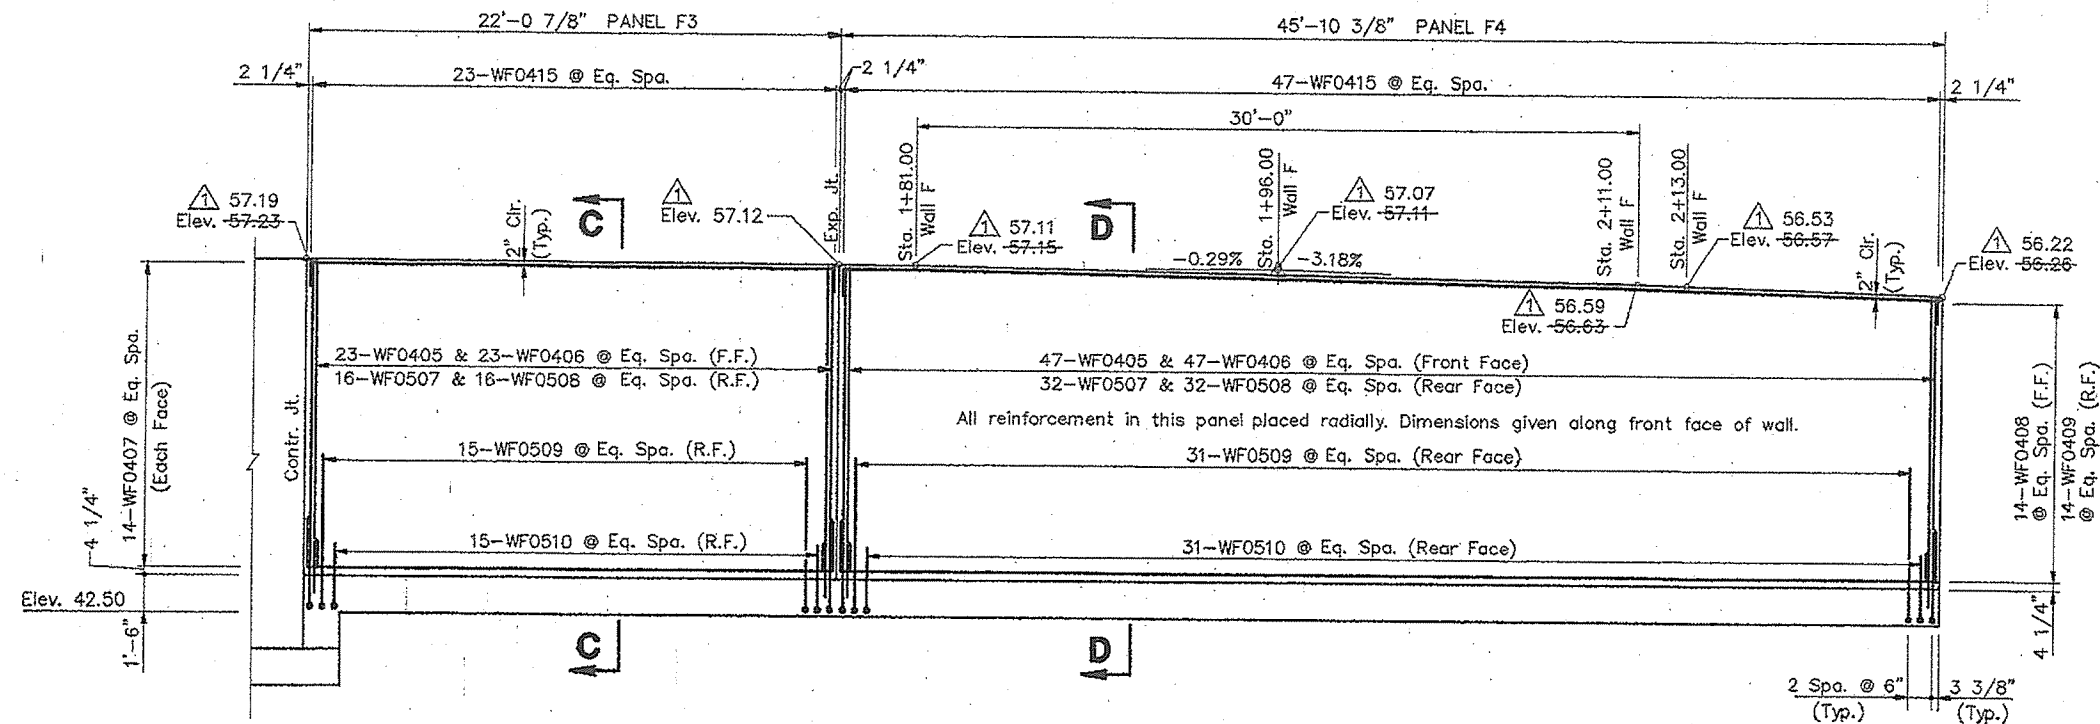 22'-0 7/8" PANEL F3
45'-10 3/8" PANEL F4
2 1/4"
23-WF0415 @ Eq. Spa.
2 1/4"
47-WF0415 @ Eq. Spa.
2 1/4"
30'-0"
1 57.19
Elev. 57.23
2" Clr.
(Typ.)
C
1
Elev. 57.12
Exp. Jt.
Sta. 1+81.00
Wall F
1 57.11
Elev. 57.15
D
-0.29%
Sta. 1+96.00
Wall F
-3.18%
1 57.07
Elev. 57.11
Sta. 2+11.00
Wall F
Sta. 2+13.00
Wall F
1 56.53
Elev. 56.57
1 56.59
Elev. 56.63
2" Clr.
(Typ.)
1 56.22
Elev. 56.26
14-WF0407 @ Eq. Spa.
(Each Face)
Contr. Jt.
23-WF0405 & 23-WF0406 @ Eq. Spa. (F.F.)
16-WF0507 & 16-WF0508 @ Eq. Spa. (R.F.)
47-WF0405 & 47-WF0406 @ Eq. Spa. (Front Face)
32-WF0507 & 32-WF0508 @ Eq. Spa. (Rear Face)
All reinforcement in this panel placed radially. Dimensions given along front face of wall.
15-WF0509 @ Eq. Spa. (R.F.)
31-WF0509 @ Eq. Spa. (Rear Face)
15-WF0510 @ Eq. Spa. (R.F.)
31-WF0510 @ Eq. Spa. (Rear Face)
14-WF0408
@ Eq. Spa. (F.F.)
14-WF0409
@ Eq. Spa. (R.F.)
4 1/4"
Elev. 42.50
1'-6"
C
D
4 1/4"
2 Spa. @ 6"
(Typ.)
3 3/8"
(Typ.)